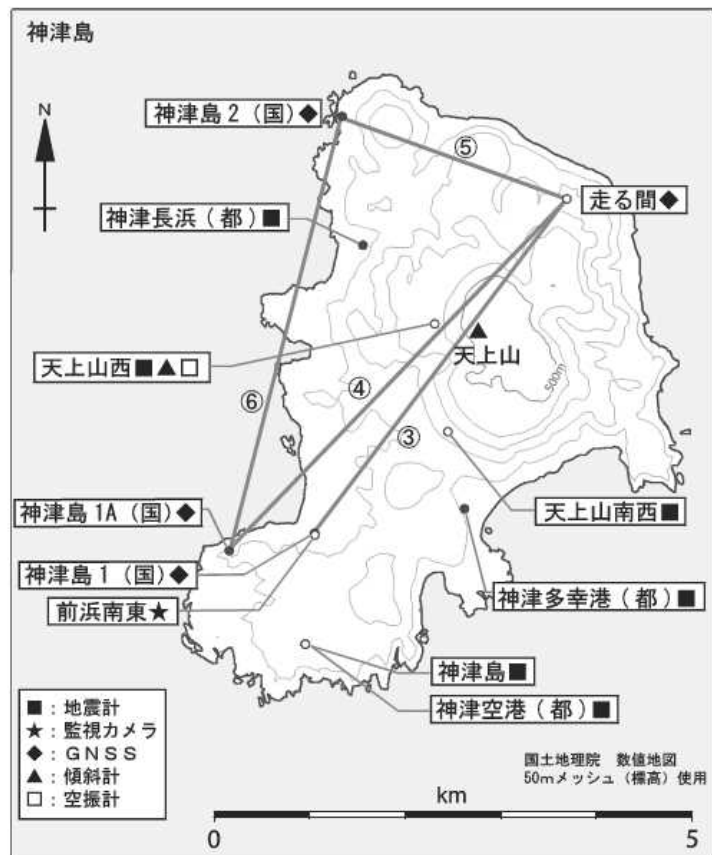 神津島
N
神津島2(国)◆
⑤
走る間◆
神津長浜(都)■
天上山西■▲□
天上山
500m
⑥
④
③
神津島1A(国)◆
天上山南西■
神津島1(国)◆
前浜南東★
神津多幸港(都)■
神津島■
神津空港(都)■
■:地震計
★:監視カメラ
◆:GNSS
▲:傾斜計
□:空振計
国土地理院 数値地図
50mメッシュ(標高)使用
km
0 5